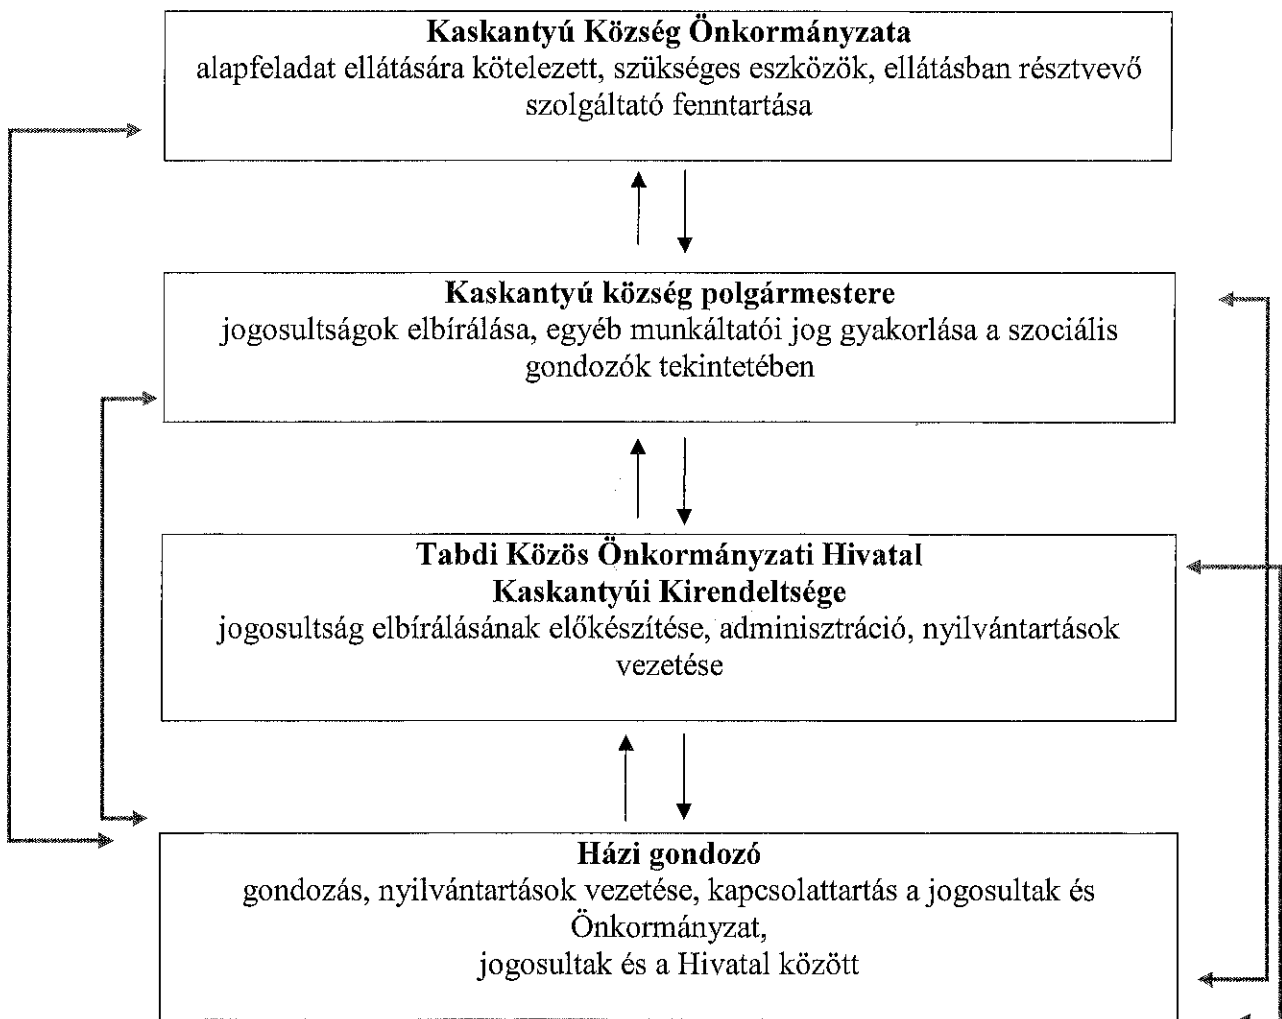 Kaskantyú Község Önkormányzata
alapfeladat ellátására kötelezett, szükséges eszközök, ellátásban résztvevő
szolgáltató fenntartása
Kaskantyú község polgármestere
jogosultságok elbírálása, egyéb munkáltatói jog gyakorlása a szociális
gondozók tekintetében
Tabdi Közös Önkormányzati Hivatal
Kaskantyúi Kirendeltsége
jogosultság elbírálásának előkészítése, adminisztráció, nyilvántartások
vezetése
Házi gondozó
gondozás, nyilvántartások vezetése, kapcsolattartás a jogosultak és
Önkormányzat,
jogosultak és a Hivatal között